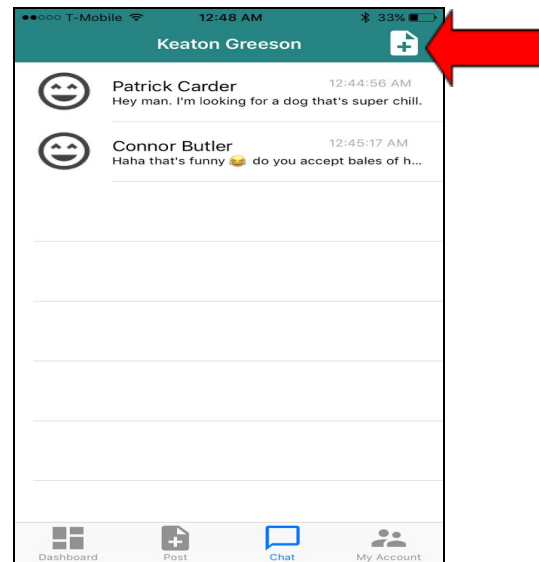 T-Mobile 12:48 AM 33%
Keaton Greeson
Patrick Carder 12:44:56 AM
Hey man. I'm looking for a dog that's super chill.
Connor Butler 12:45:17 AM
Haha that's funny 😂 do you accept bales of h...
Dashboard Post Chat My Account